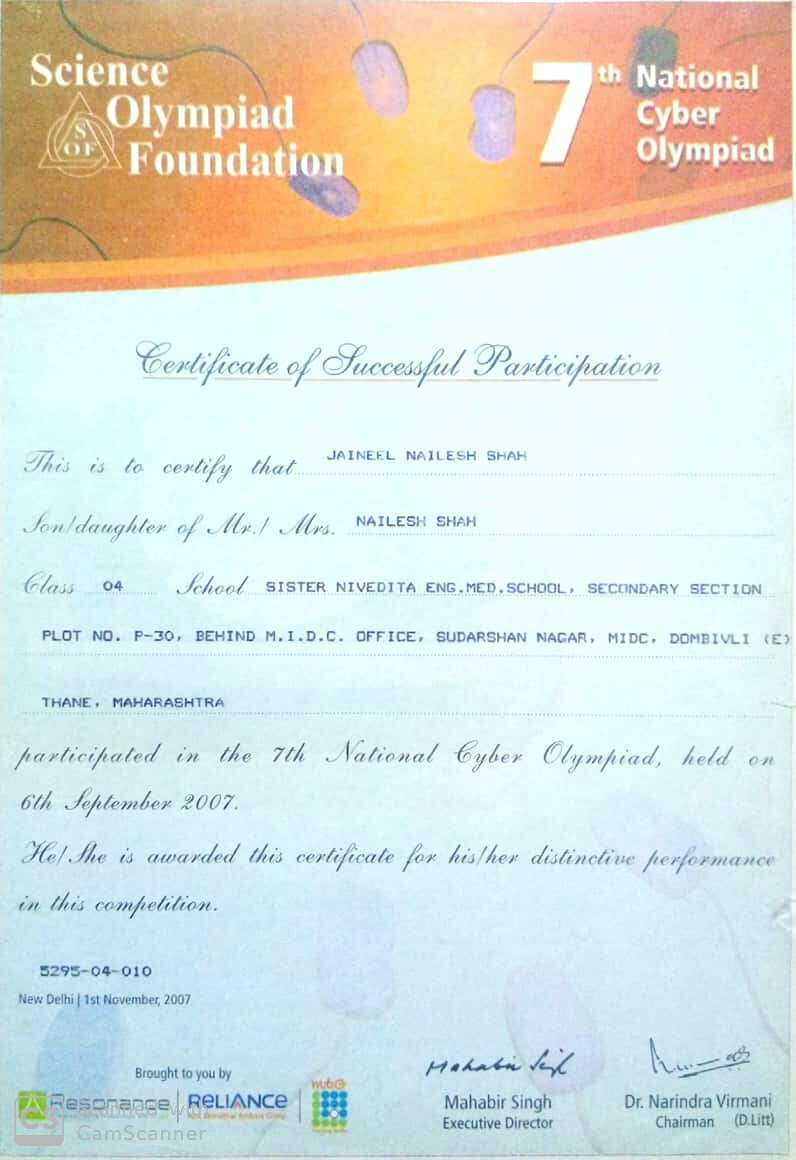 Science
Olympiad
Foundation
S
O F
7th National
Cyber
Olympiad
Certificate of Successful Participation
This is to certify that JAINEEL NAILESH SHAH
Son/daughter of Mr./ Mrs. NAILESH SHAH
Class 04 School SISTER NIVEDITA ENG.MED.SCHOOL, SECONDARY SECTION
PLOT NO. P-30, BEHIND M.I.D.C. OFFICE, SUDARSHAN NAGAR, MIDC, DOMBIVLI (E)
THANE, MAHARASHTRA
participated in the 7th National Cyber Olympiad, held on
6th September 2007.
He/She is awarded this certificate for his/her distinctive performance
in this competition.
5295-04-010
New Delhi | 1st November, 2007
Mahabir Singh
Brought to you by
Resonance RELIANCE
Mahabir Singh Dr. Narindra Virmani
Executive Director Chairman (D.Litt)
CS Scanned with
CamScanner